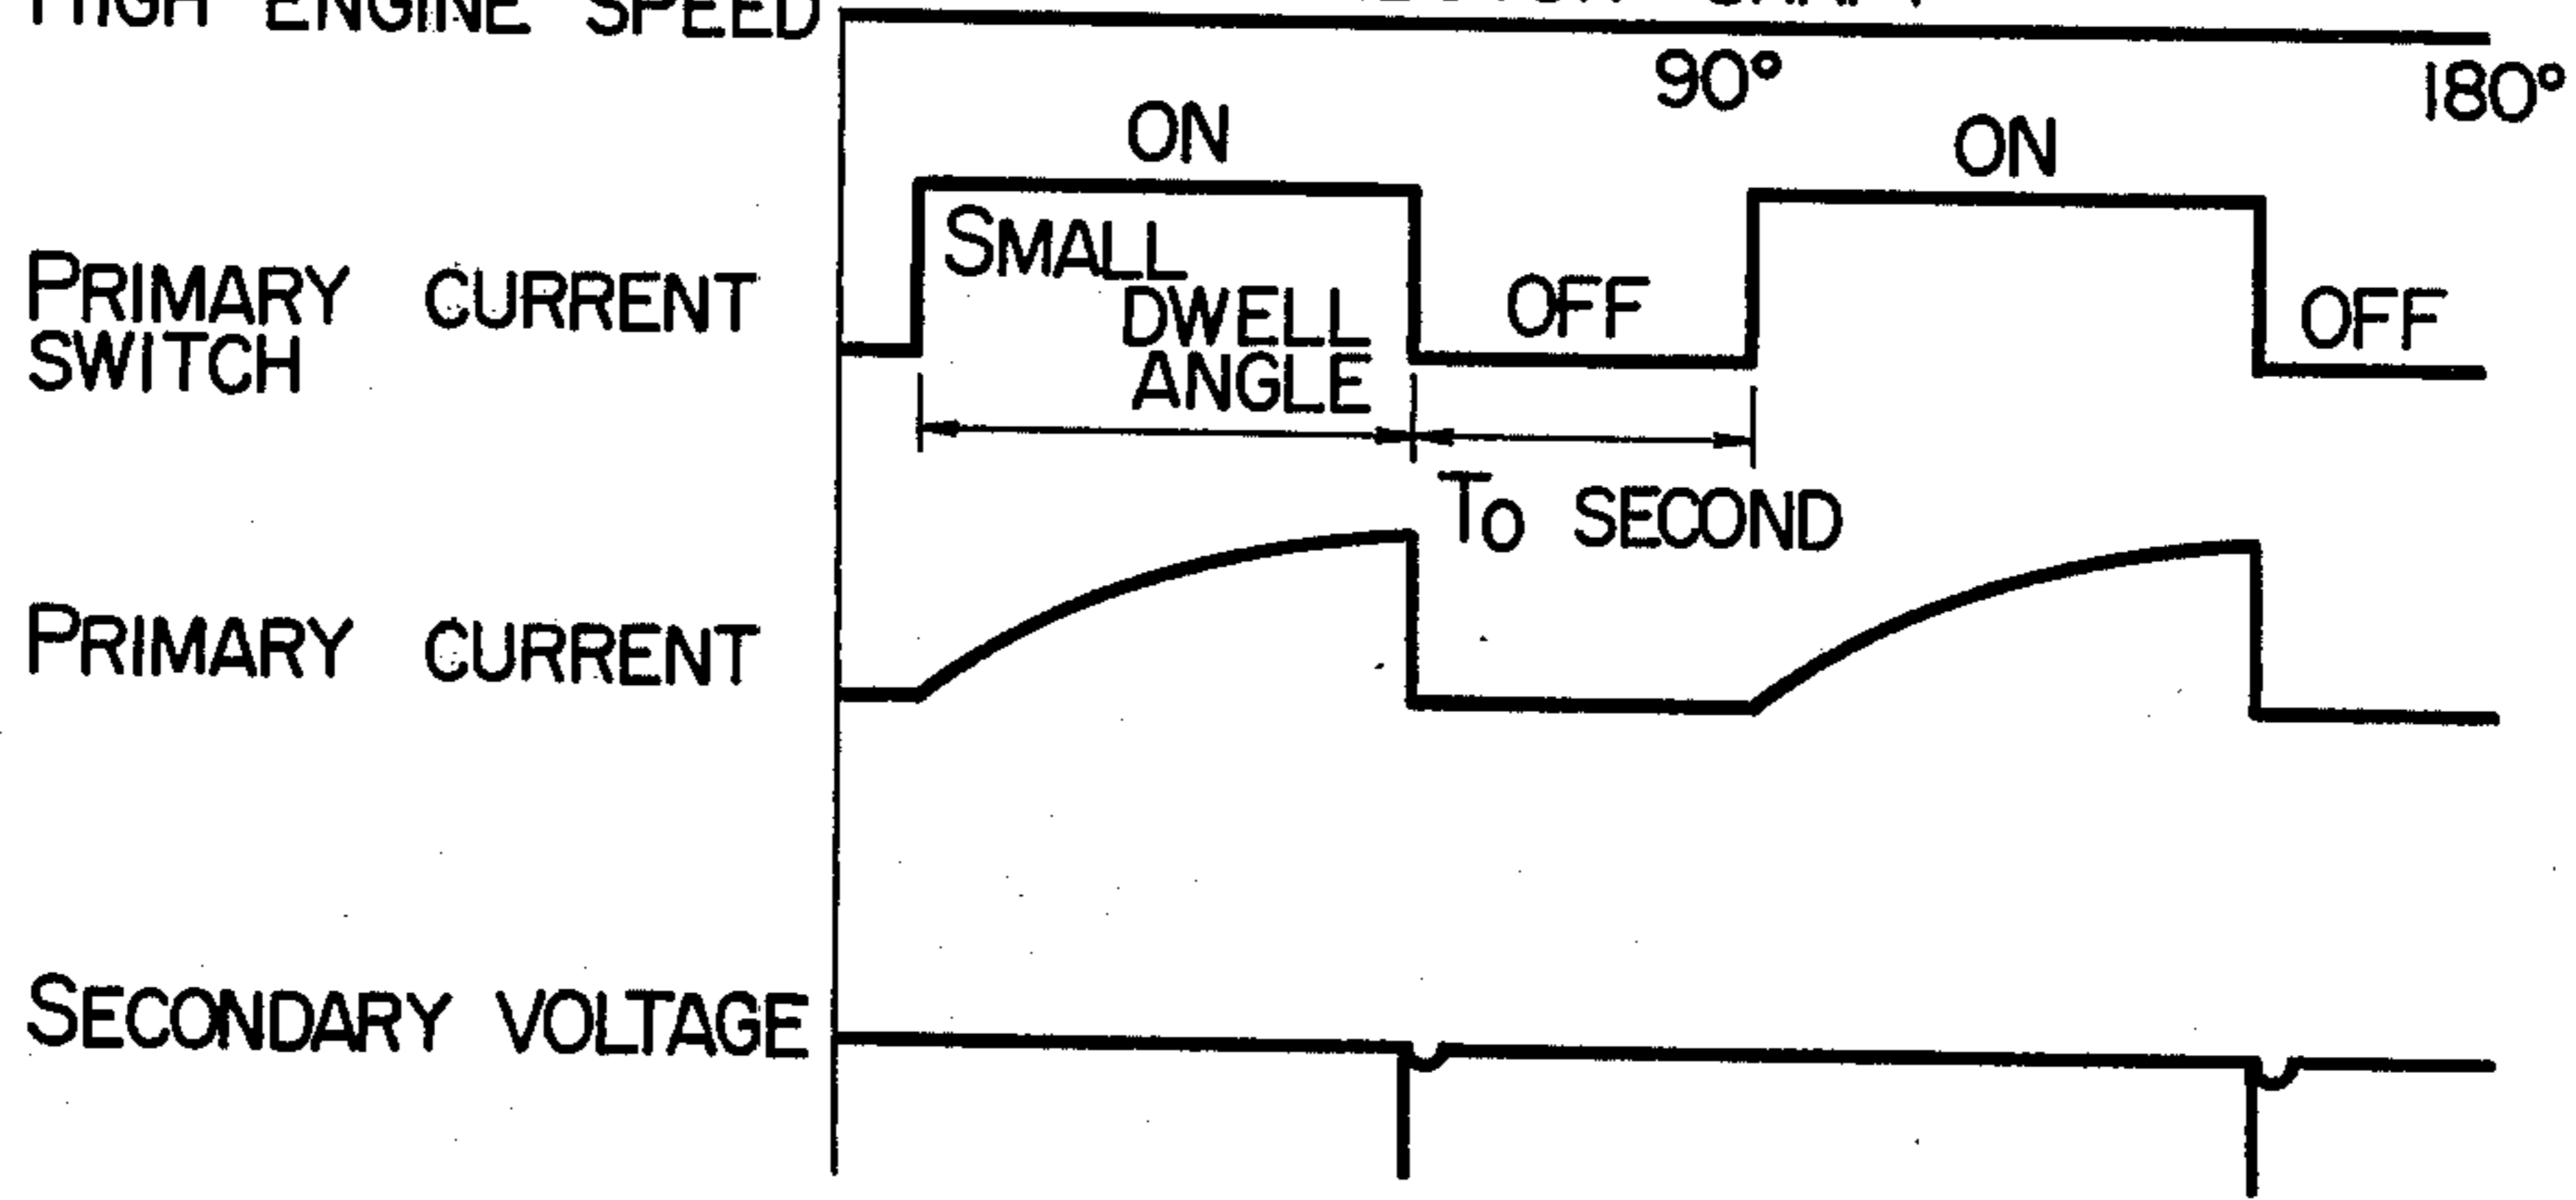 HIGH ENGINE SPEED
90°
180°
ON
ON
PRIMARY CURRENT
SWITCH
SMALL
DWELL
ANGLE
OFF
OFF
To SECOND
PRIMARY CURRENT
SECONDARY VOLTAGE